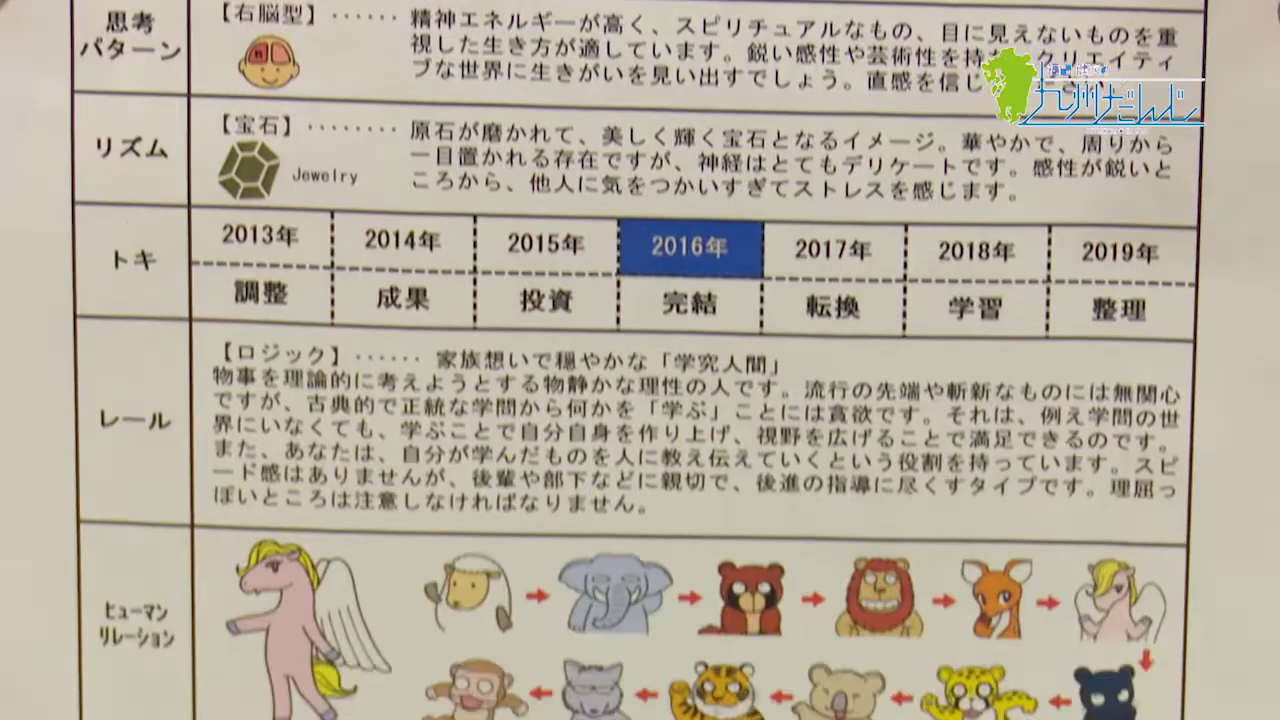 思考
パターン
【右脳型】‥‥‥ 精神エネルギーが高く、スピリチュアルなもの、目に見えないものを重
視した生き方が適しています。鋭い感性や芸術性を持 クリエイティ
ブな世界に生きがいを見い出すでしょう。直感を信じ
九州だんじ
リズム
【宝石】‥‥‥‥ 原石が磨かれて、美しく輝く宝石となるイメージ。華やかで、周りから
一目置かれる存在ですが、神経はとてもデリケートです。感性が鋭いと
ころから、他人に気をつかいすぎてストレスを感じます。
Jewelry
トキ
2013年 2014年 2015年 2016年 2017年 2018年 2019年
調整 成果 投資 完結 転換 学習 整理
レール
【ロジック】‥‥‥ 家族想いで穏やかな「学究人間」
物事を理論的に考えようとする物静かな理性の人です。流行の先端や斬新なものには無関心
ですが、古典的で正統な学問から何かを「学ぶ」ことには貪欲です。それは、例え学問の世
界にいなくても、学ぶことで自分自身を作り上げ、視野を広げることで満足できるのです。
また、あなたは、自分が学んだものを人に教え伝えていくという役割を持っています。スピ
ード感はありませんが、後輩や部下などに親切で、後進の指導に尽くすタイプです。理屈っ
ぽいところは注意しなければなりません。
ヒューマン
リレーション